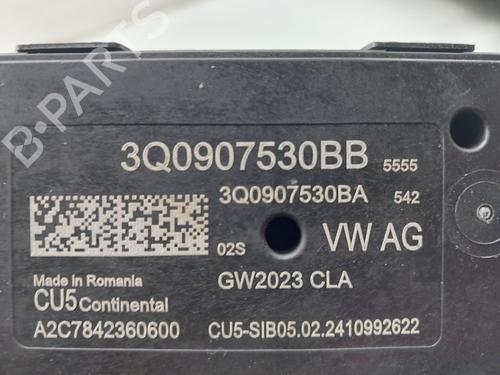 3Q0907530BB 5555
3Q0907530BA 542
02S VW AG
Made in Romania GW2023 CLA
CU5 Continental
A2C7842360600 CU5-SIB05.02.2410992622
B-PARTS